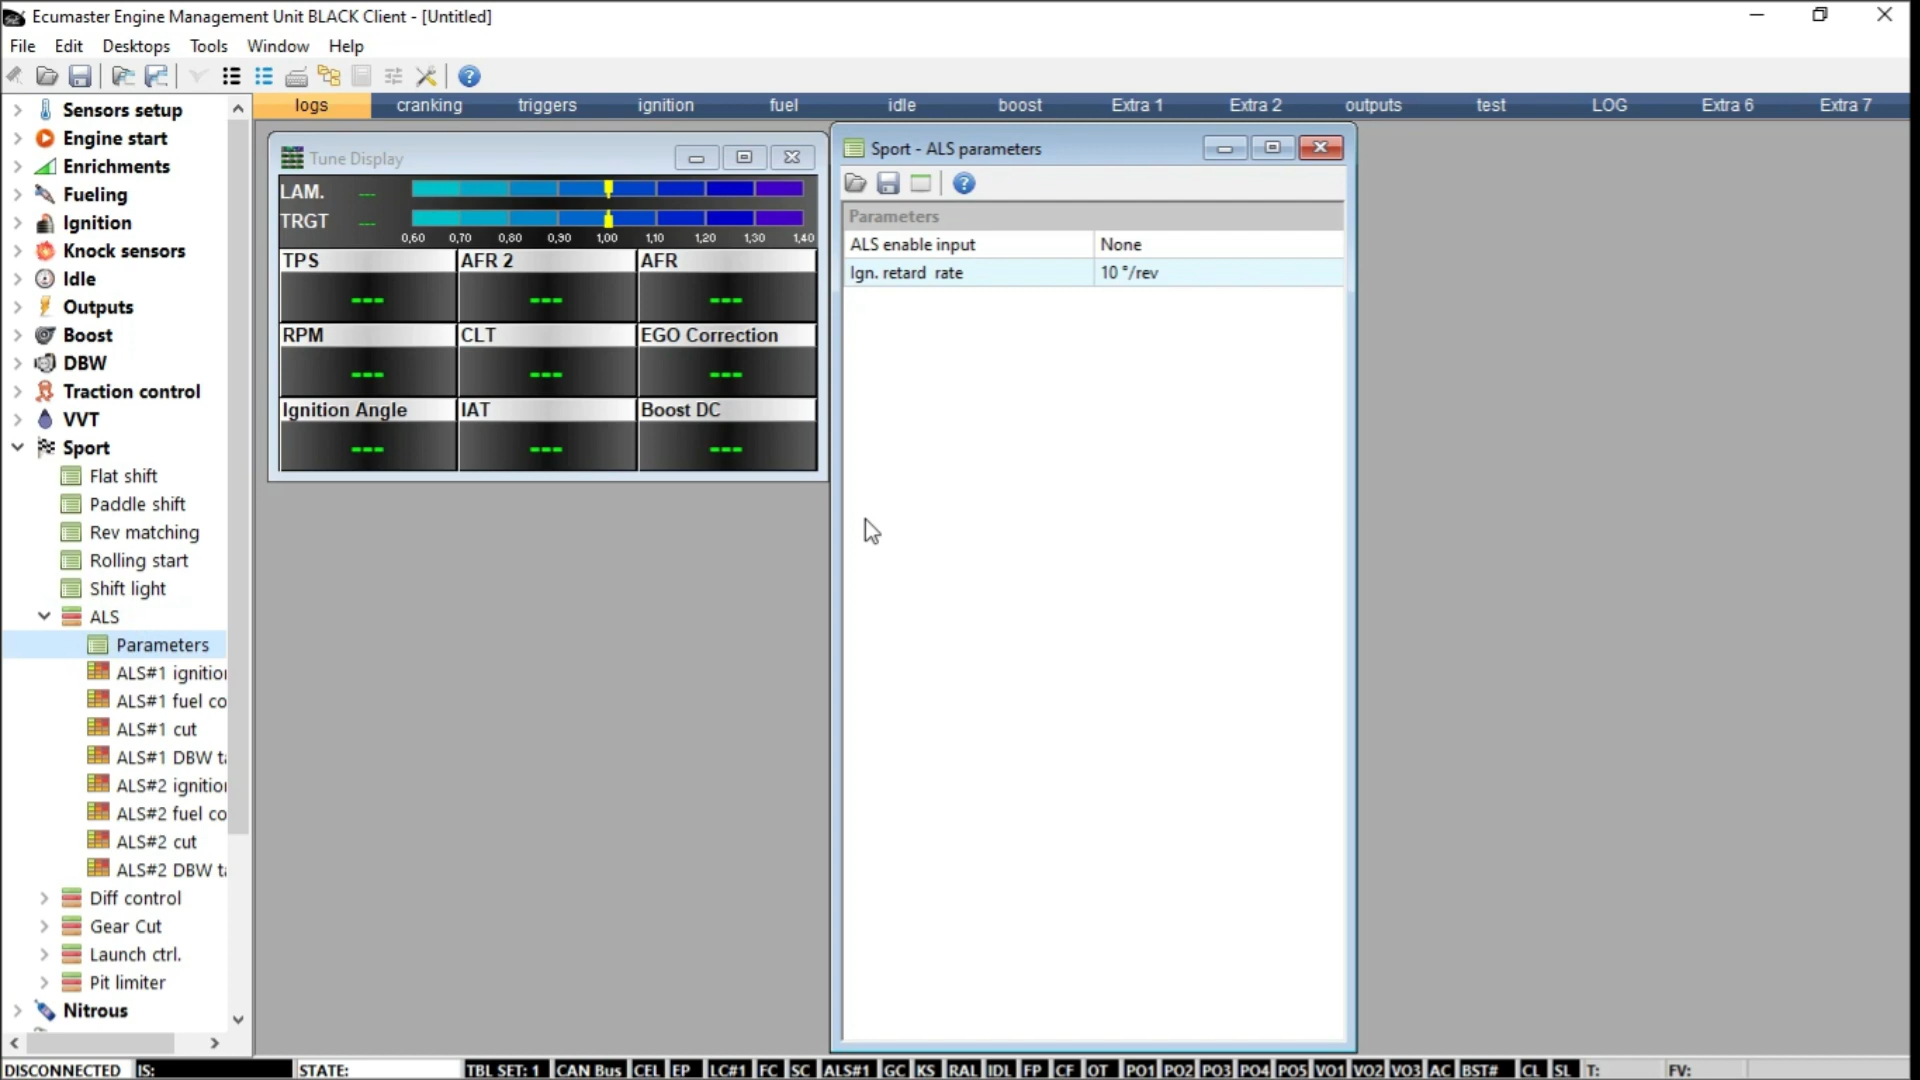 Ecumaster Engine Management Unit BLACK Client - [Untitled]
File Edit Desktops Tools Window Help
logs cranking triggers ignition fuel idle boost Extra 1 Extra 2 outputs test LOG Extra 6 Extra 7
Sensors setup
Engine start
Enrichments
Fueling
Ignition
Knock sensors
Idle
Outputs
Boost
DBW
Traction control
VVT
Sport
Flat shift
Paddle shift
Rev matching
Rolling start
Shift light
ALS
Parameters
ALS#1 ignition
ALS#1 fuel co
ALS#1 cut
ALS#1 DBW ta
ALS#2 ignition
ALS#2 fuel co
ALS#2 cut
ALS#2 DBW ta
Diff control
Gear Cut
Launch ctrl.
Pit limiter
Nitrous
Tune Display
LAM. ---
TRGT ---
0,60 0,70 0,80 0,90 1,00 1,10 1,20 1,30 1,40
TPS AFR 2 AFR
--- --- ---
RPM CLT EGO Correction
--- --- ---
Ignition Angle IAT Boost DC
--- --- ---
Sport - ALS parameters
Parameters
ALS enable input None
Ign. retard rate 10 °/rev
DISCONNECTED IS: STATE: TBL SET: 1 CAN Bus CEL EP LC#1 FC SC ALS#1 GC KS RAL IDL FP CF OT PO1 PO2 PO3 PO4 PO5 VO1 VO2 VO3 AC BST# CL SL T: FV: